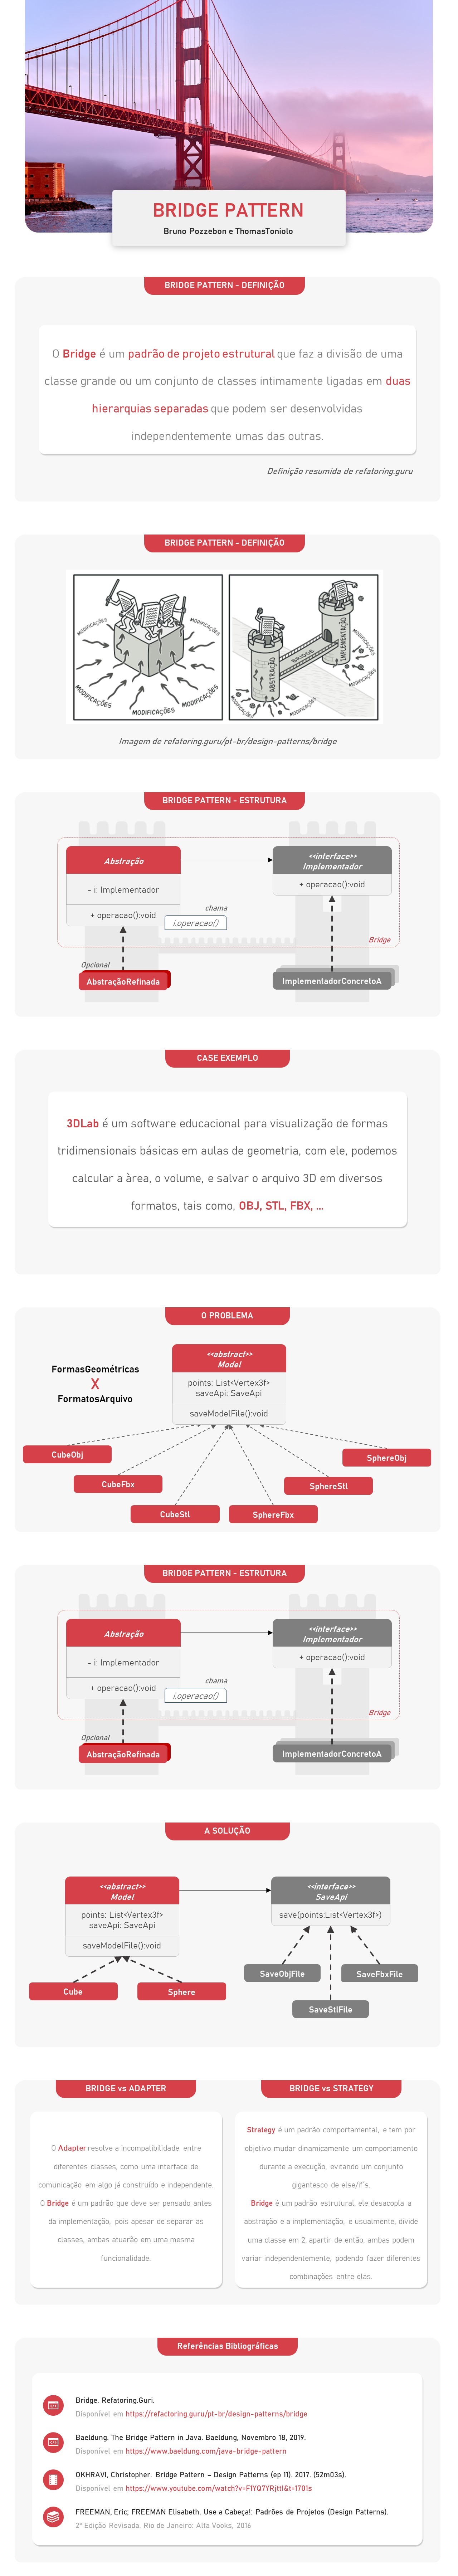 BRIDGE PATTERN
Bruno Pozzebon e ThomasToniolo
BRIDGE PATTERN - DEFINIÇÃO
O Bridge é um padrão de projeto estrutural que faz a divisão de uma
classe grande ou um conjunto de classes intimamente ligadas em duas
hierarquias separadas que podem ser desenvolvidas
independentemente umas das outras.
Definição resumida de refatoring.guru
BRIDGE PATTERN - DEFINIÇÃO
MODIFICAÇÕES
MODIFICAÇÕES
MODIFICAÇÕES
MODIFICAÇÕES
MODIFICAÇÕES
ABSTRAÇÃO
BRIDGE
IMPLEMENTAÇÃO
MODIFICAÇÕES
MODIFICAÇÕES
Imagem de refatoring.guru/pt-br/design-patterns/bridge
BRIDGE PATTERN - ESTRUTURA
Abstração
- i: Implementador
+ operacao():void
<<interface>>
Implementador
+ operacao():void
chama
i.operacao()
Bridge
Opcional
AbstraçãoRefinada
ImplementadorConcretoA
CASE EXEMPLO
3DLab é um software educacional para visualização de formas
tridimensionais básicas em aulas de geometria, com ele, podemos
calcular a àrea, o volume, e salvar o arquivo 3D em diversos
formatos, tais como, OBJ, STL, FBX, ...
O PROBLEMA
FormasGeométricas
X
FormatosArquivo
<<abstract>>
Model
points: List<Vertex3f>
saveApi: SaveApi
saveModelFile():void
CubeObj
CubeFbx
CubeStl
SphereFbx
SphereStl
SphereObj
BRIDGE PATTERN - ESTRUTURA
Abstração
- i: Implementador
+ operacao():void
<<interface>>
Implementador
+ operacao():void
chama
i.operacao()
Bridge
Opcional
AbstraçãoRefinada
ImplementadorConcretoA
A SOLUÇÃO
<<abstract>>
Model
points: List<Vertex3f>
saveApi: SaveApi
saveModelFile():void
<<interface>>
SaveApi
save(points:List<Vertex3f>)
Cube
Sphere
SaveObjFile
SaveFbxFile
SaveStlFile
BRIDGE vs ADAPTER
O Adapter resolve a incompatibilidade entre
diferentes classes, como uma interface de
comunicação em algo já construído e independente.
O Bridge é um padrão que deve ser pensado antes
da implementação, pois apesar de separar as
classes, ambas atuarão em uma mesma
funcionalidade.
BRIDGE vs STRATEGY
Strategy é um padrão comportamental, e tem por
objetivo mudar dinamicamente um comportamento
durante a execução, evitando um conjunto
gigantesco de else/if´s.
Bridge é um padrão estrutural, ele desacopla a
abstração e a implementação, e usualmente, divide
uma classe em 2, apartir de então, ambas podem
variar independentemente, podendo fazer diferentes
combinações entre elas.
Referências Bibliográficas
Bridge. Refatoring.Guri.
Disponível em https://refactoring.guru/pt-br/design-patterns/bridge
Baeldung. The Bridge Pattern in Java. Baeldung, Novembro 18, 2019.
Disponível em https://www.baeldung.com/java-bridge-pattern
OKHRAVI, Christopher. Bridge Pattern – Design Patterns (ep 11). 2017. (52m03s).
Disponível em https://www.youtube.com/watch?v=F1YQ7YRjttI&t=1701s
FREEMAN, Eric; FREEMAN Elisabeth. Use a Cabeça!: Padrões de Projetos (Design Patterns).
2ª Edição Revisada. Rio de Janeiro: Alta Vooks, 2016